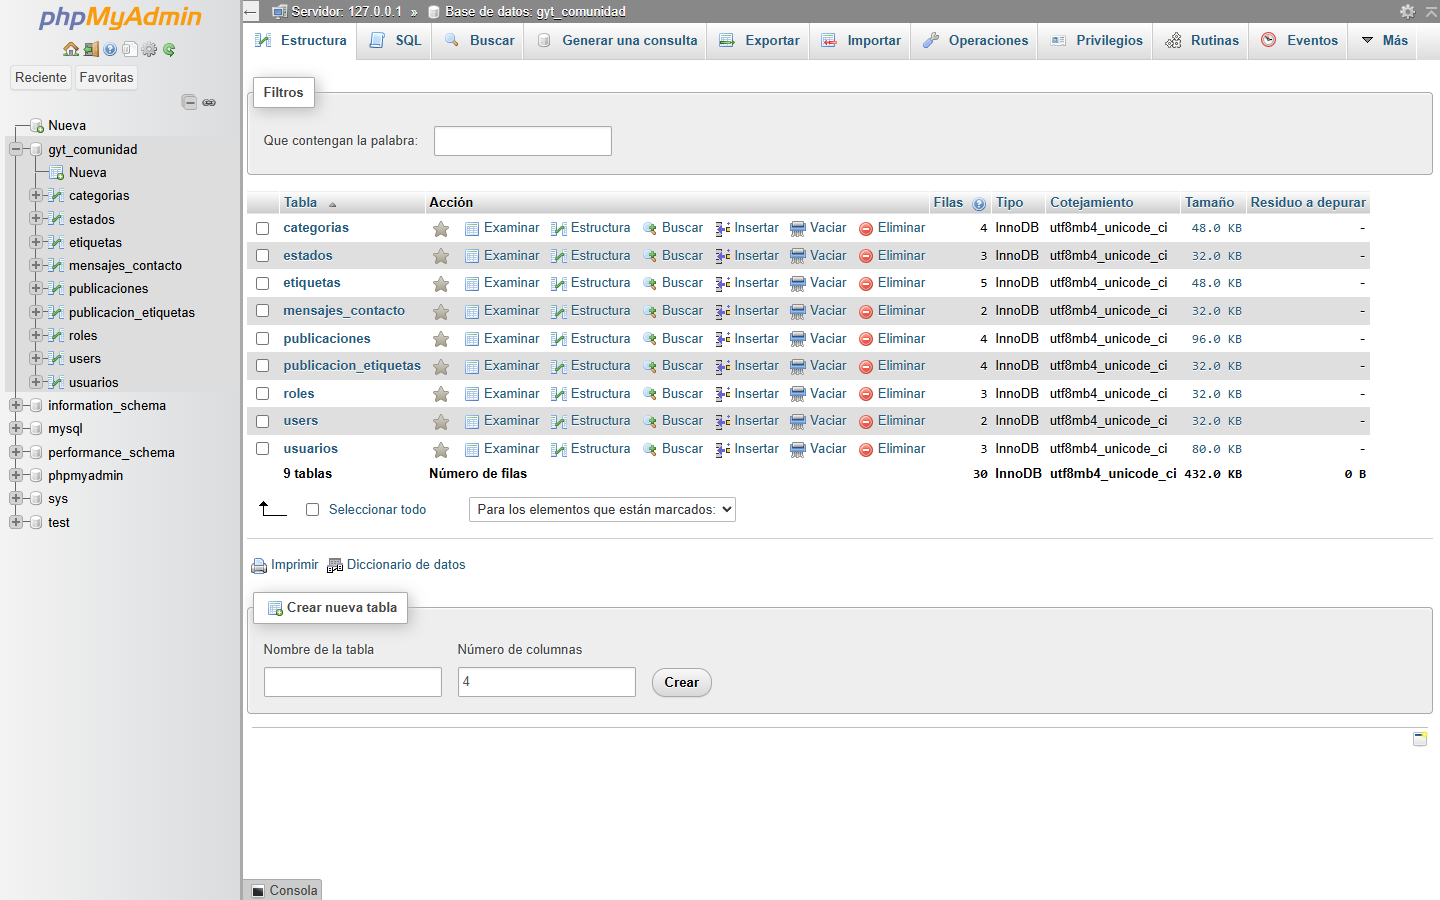 phpMyAdmin
Reciente Favoritas
Nueva
gyt_comunidad
Nueva
categorias
estados
etiquetas
mensajes_contacto
publicaciones
publicacion_etiquetas
roles
users
usuarios
information_schema
mysql
performance_schema
phpmyadmin
sys
test
← Servidor: 127.0.0.1 » Base de datos: gyt_comunidad
Estructura SQL Buscar Generar una consulta Exportar Importar Operaciones Privilegios Rutinas Eventos Más
Filtros
Que contengan la palabra:
Tabla Acción Filas Tipo Cotejamiento Tamaño Residuo a depurar
categorias Examinar Estructura Buscar Insertar Vaciar Eliminar 4 InnoDB utf8mb4_unicode_ci 48.0 KB -
estados Examinar Estructura Buscar Insertar Vaciar Eliminar 3 InnoDB utf8mb4_unicode_ci 32.0 KB -
etiquetas Examinar Estructura Buscar Insertar Vaciar Eliminar 5 InnoDB utf8mb4_unicode_ci 48.0 KB -
mensajes_contacto Examinar Estructura Buscar Insertar Vaciar Eliminar 2 InnoDB utf8mb4_unicode_ci 32.0 KB -
publicaciones Examinar Estructura Buscar Insertar Vaciar Eliminar 4 InnoDB utf8mb4_unicode_ci 96.0 KB -
publicacion_etiquetas Examinar Estructura Buscar Insertar Vaciar Eliminar 4 InnoDB utf8mb4_unicode_ci 32.0 KB -
roles Examinar Estructura Buscar Insertar Vaciar Eliminar 3 InnoDB utf8mb4_unicode_ci 32.0 KB -
users Examinar Estructura Buscar Insertar Vaciar Eliminar 2 InnoDB utf8mb4_unicode_ci 32.0 KB -
usuarios Examinar Estructura Buscar Insertar Vaciar Eliminar 3 InnoDB utf8mb4_unicode_ci 80.0 KB -
9 tablas Número de filas 30 InnoDB utf8mb4_unicode_ci 432.0 KB 0 B
Seleccionar todo Para los elementos que están marcados:
Imprimir Diccionario de datos
Crear nueva tabla
Nombre de la tabla Número de columnas
4 Crear
Consola